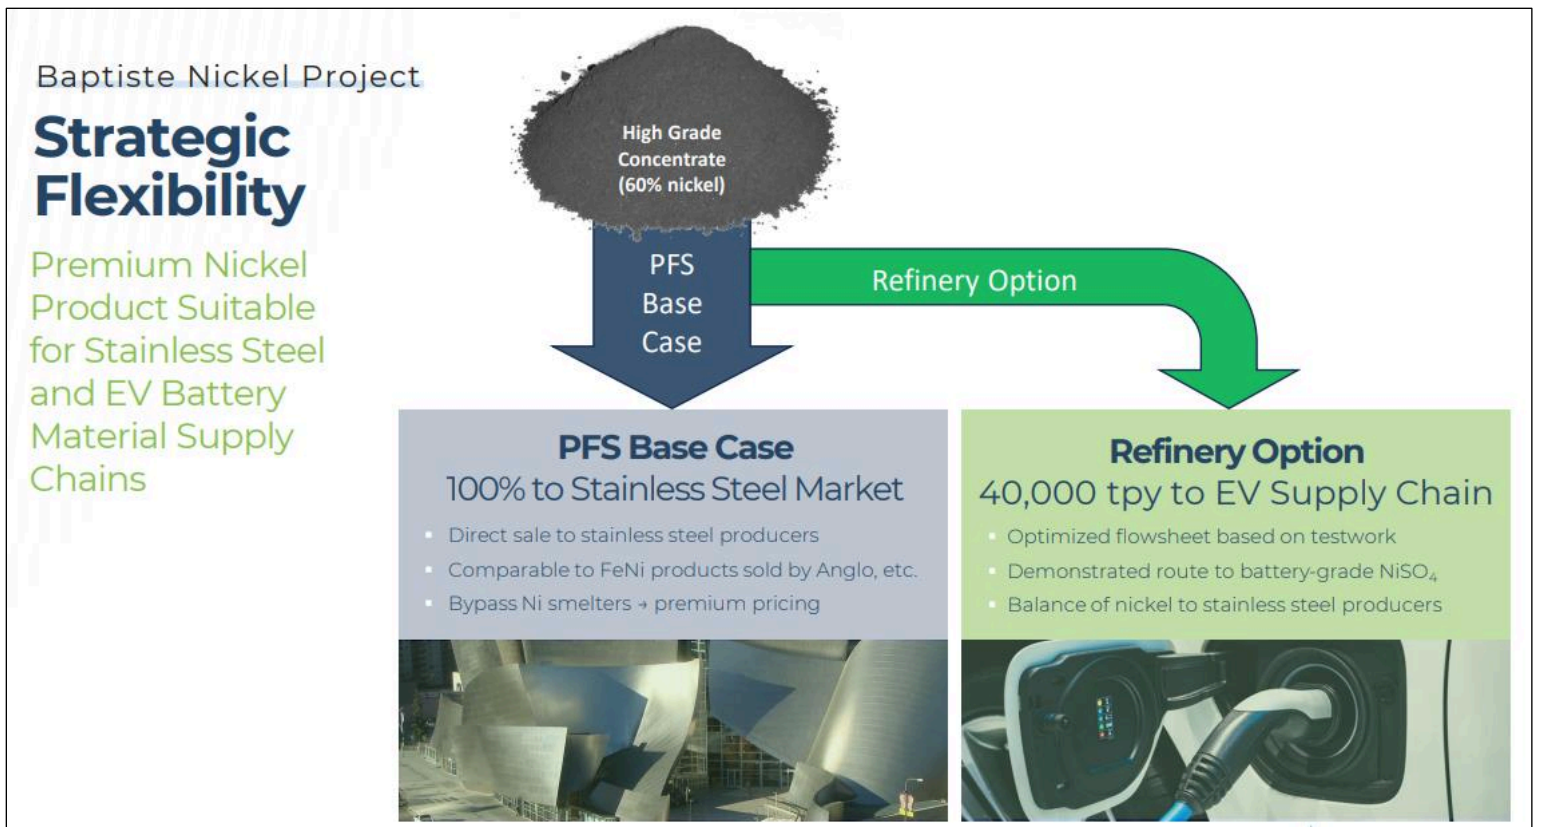 Baptiste Nickel Project
Strategic
Flexibility
Premium Nickel
Product Suitable
for Stainless Steel
and EV Battery
Material Supply
Chains
High Grade
Concentrate
(60% nickel)
PFS
Base
Case
Refinery Option
PFS Base Case
100% to Stainless Steel Market
▪ Direct sale to stainless steel producers
▪ Comparable to FeNi products sold by Anglo, etc.
▪ Bypass Ni smelters → premium pricing
Refinery Option
40,000 tpy to EV Supply Chain
▪ Optimized flowsheet based on testwork
▪ Demonstrated route to battery-grade NiSO₄
▪ Balance of nickel to stainless steel producers